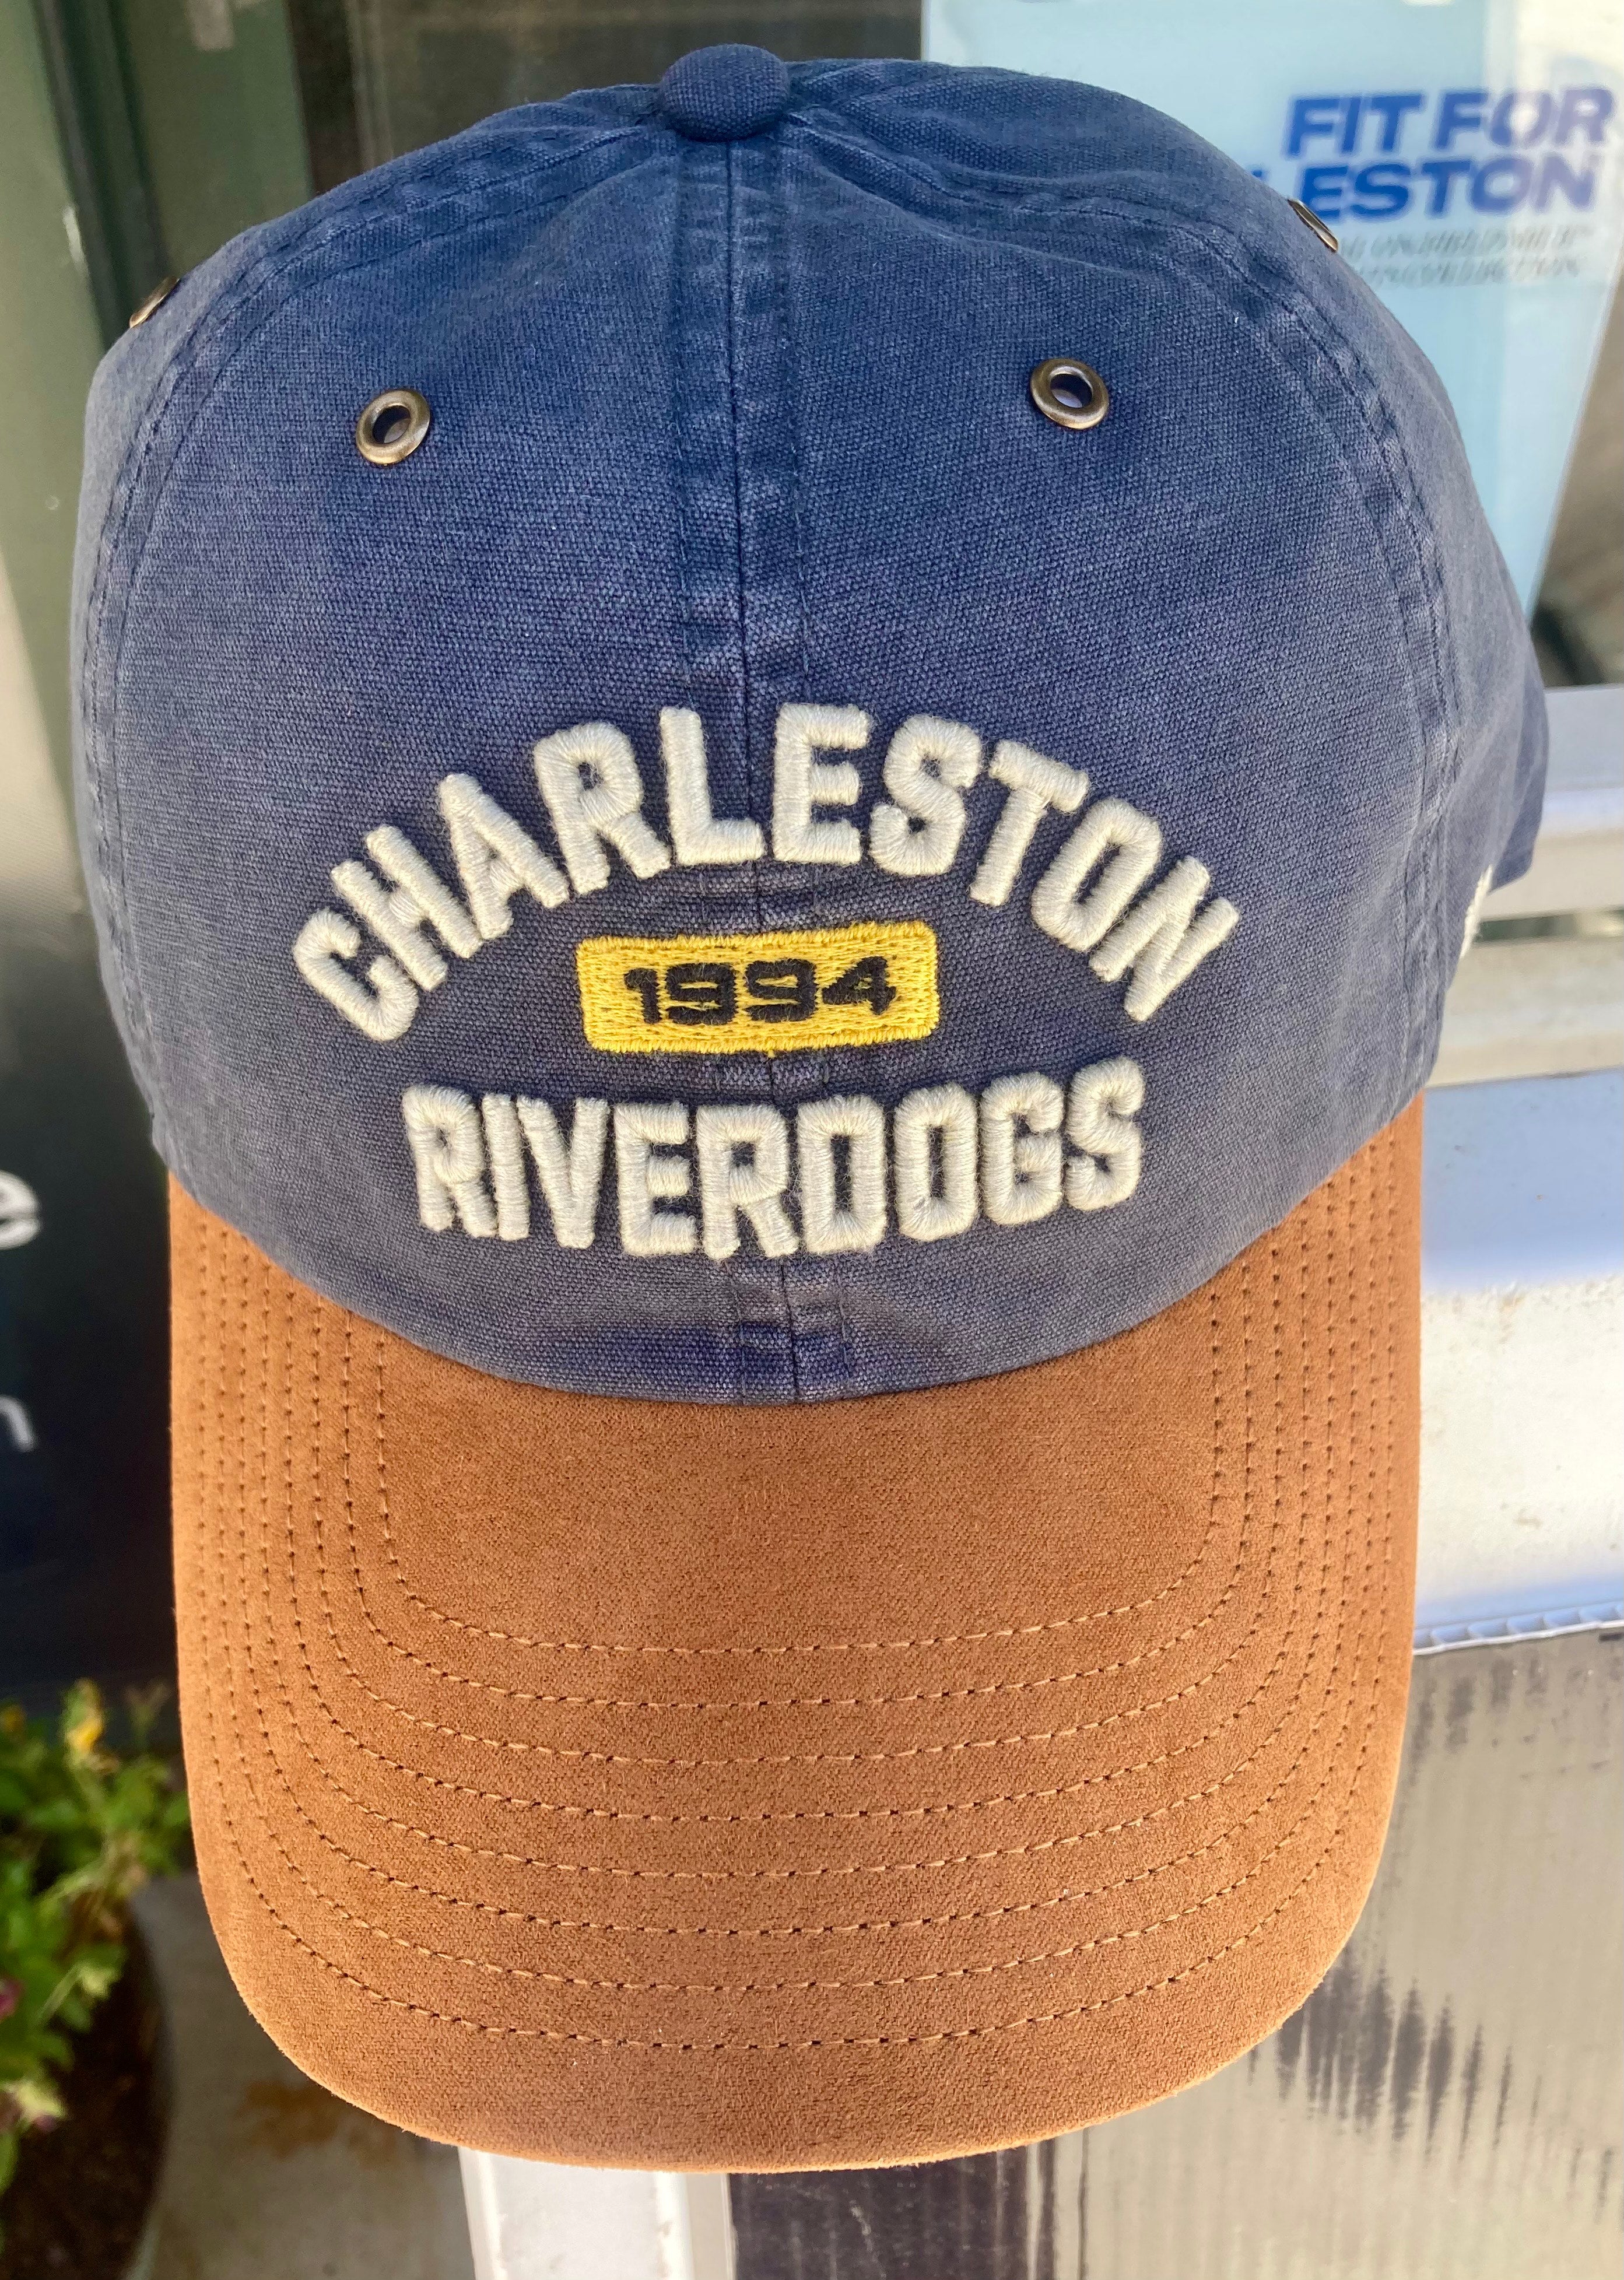 FIT FOR
LESTON
CHARLESTON
1994
RIVERDOGS
e
n